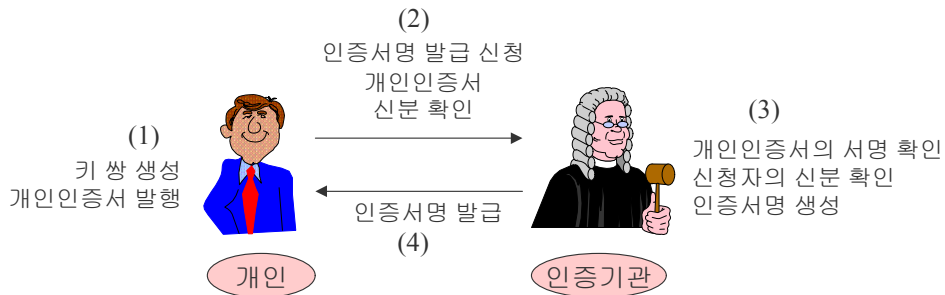 (2)
인증서명 발급 신청
개인인증서
신분 확인
(1)
키 쌍 생성
개인인증서 발행
(3)
개인인증서의 서명 확인
신청자의 신분 확인
인증서명 생성
인증서명 발급
(4)
개인
인증기관